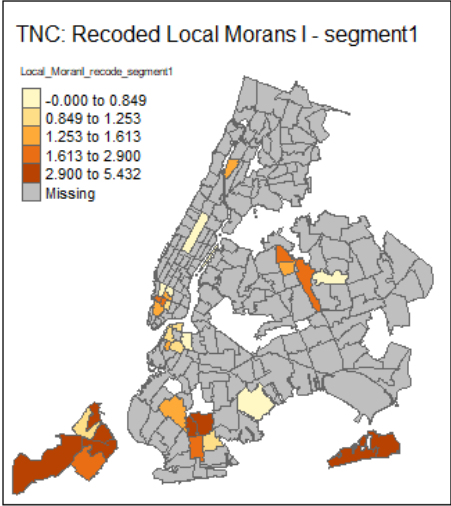 TNC: Recoded Local Morans I - segment1
Local_MoranI_recode_segment1
-0.000 to 0.849
0.849 to 1.253
1.253 to 1.613
1.613 to 2.900
2.900 to 5.432
Missing